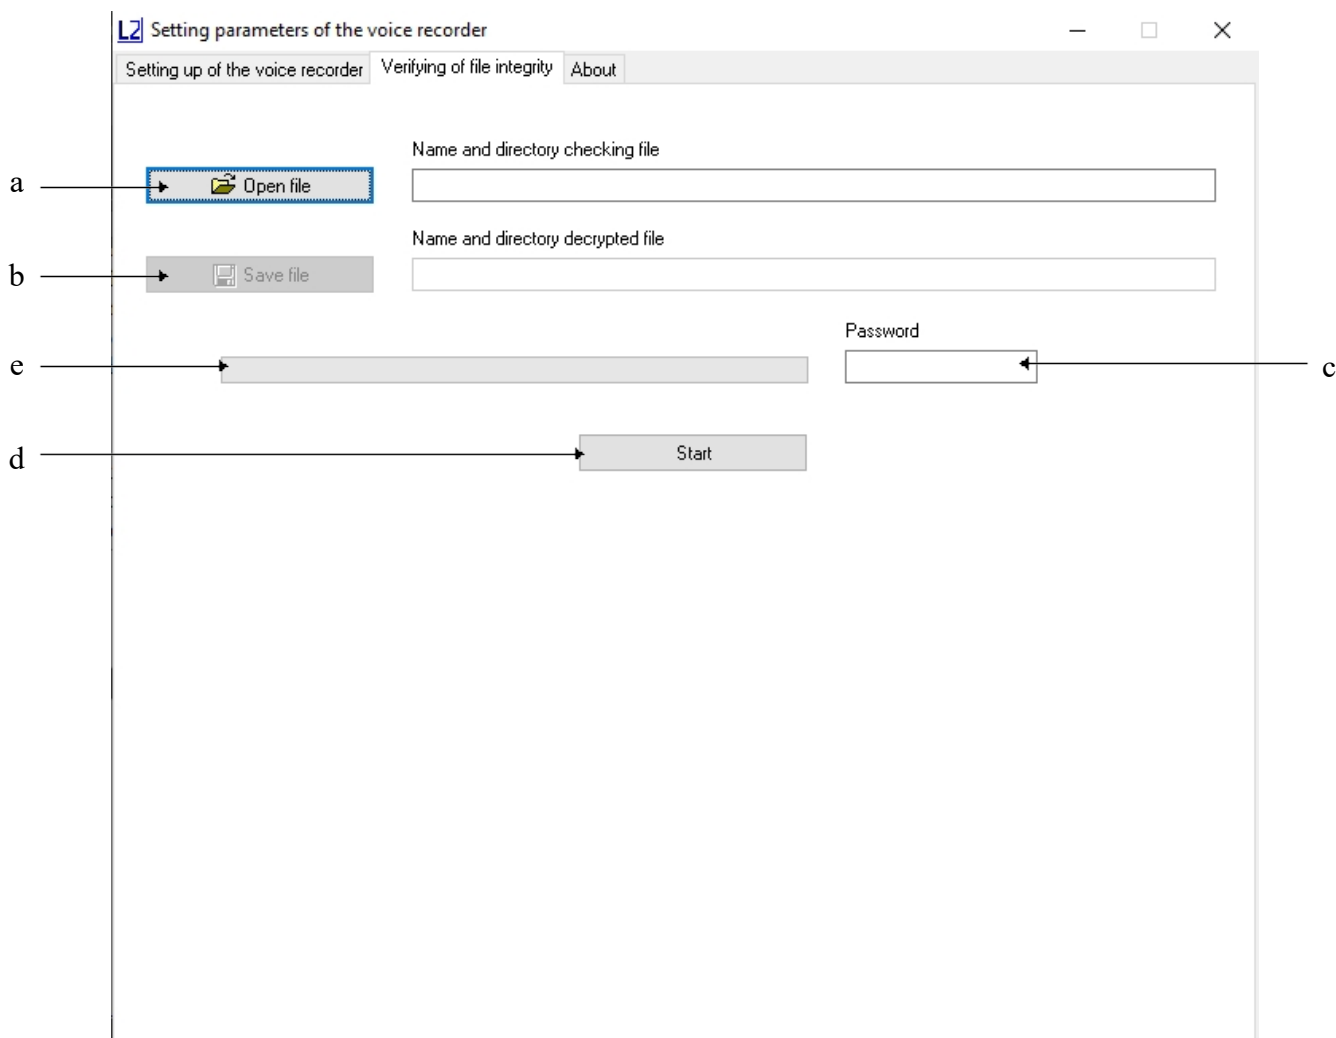 L2 Setting parameters of the voice recorder
Setting up of the voice recorder Verifying of file integrity About
Name and directory checking file
a Open file
Name and directory decrypted file
b Save file
Password
e c
d Start